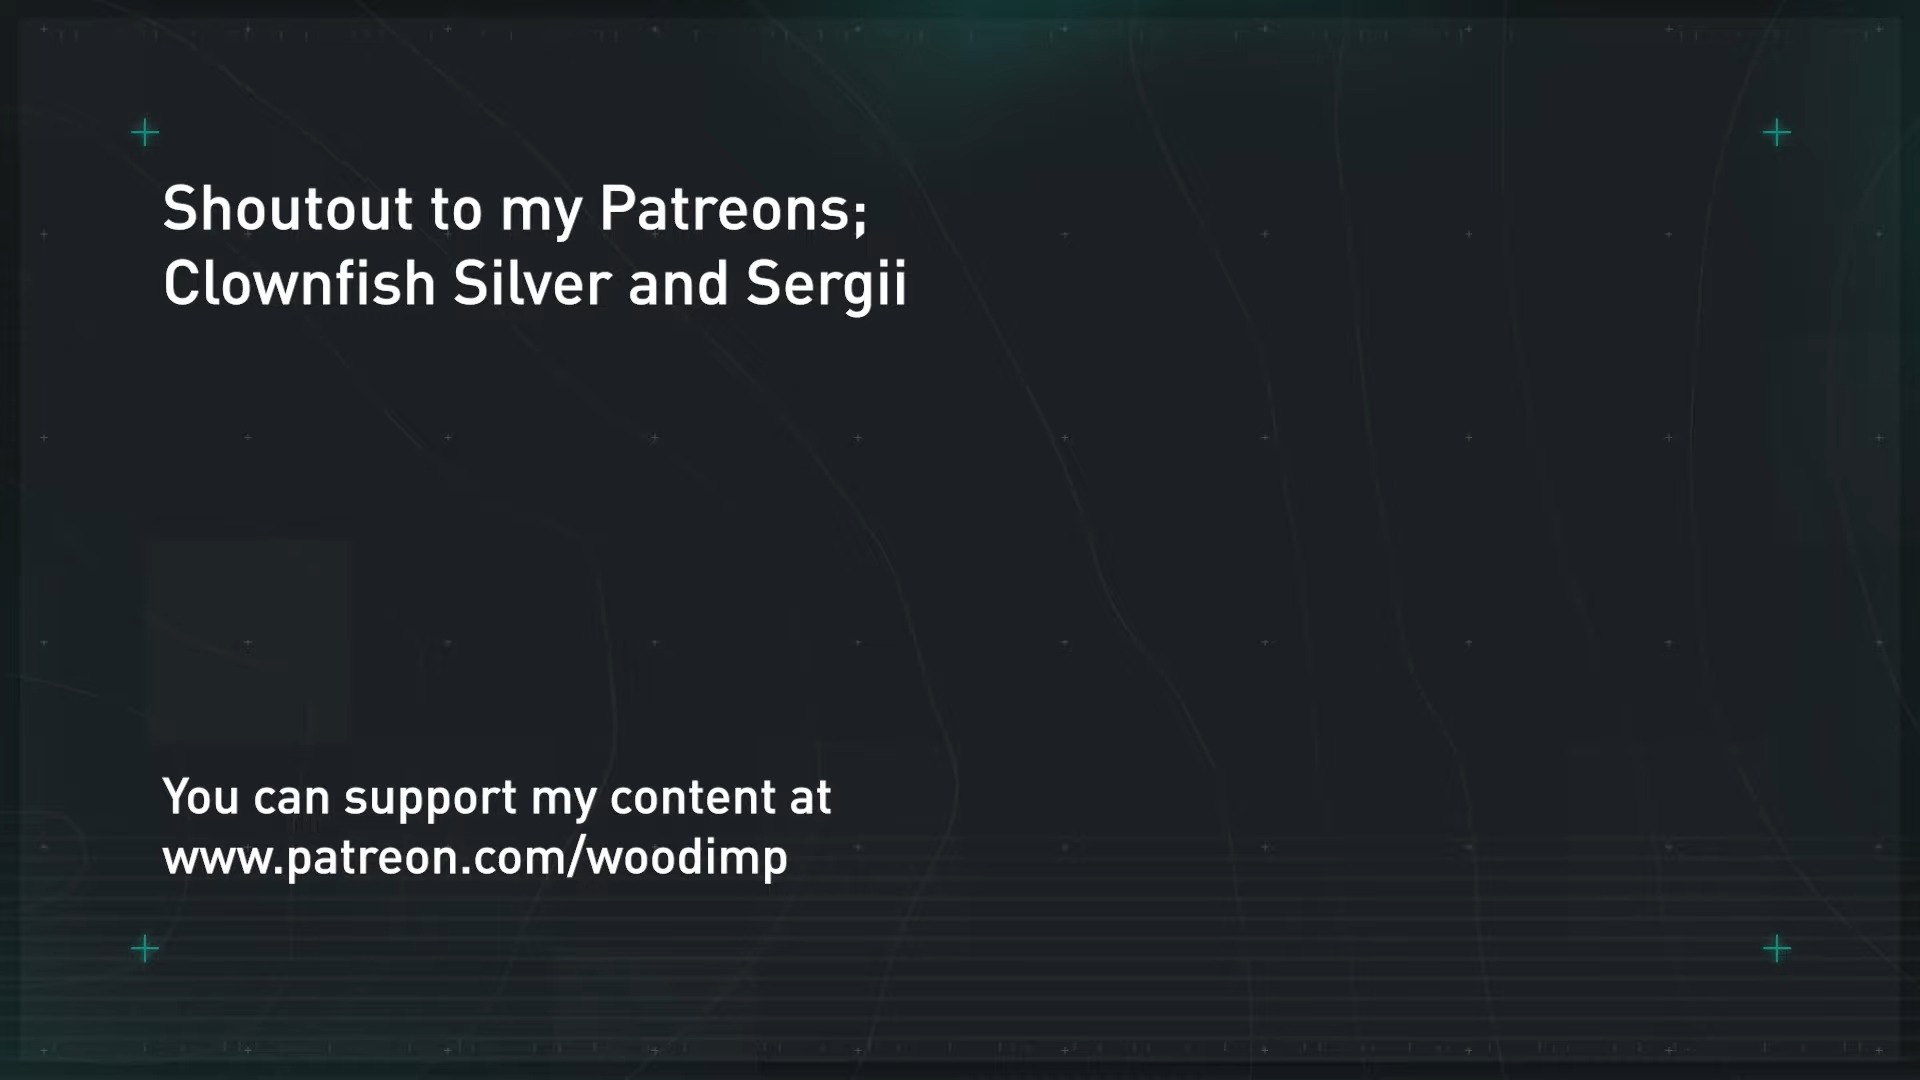 Shoutout to my Patreons;
Clownfish Silver and Sergii
You can support my content at
www.patreon.com/woodimp